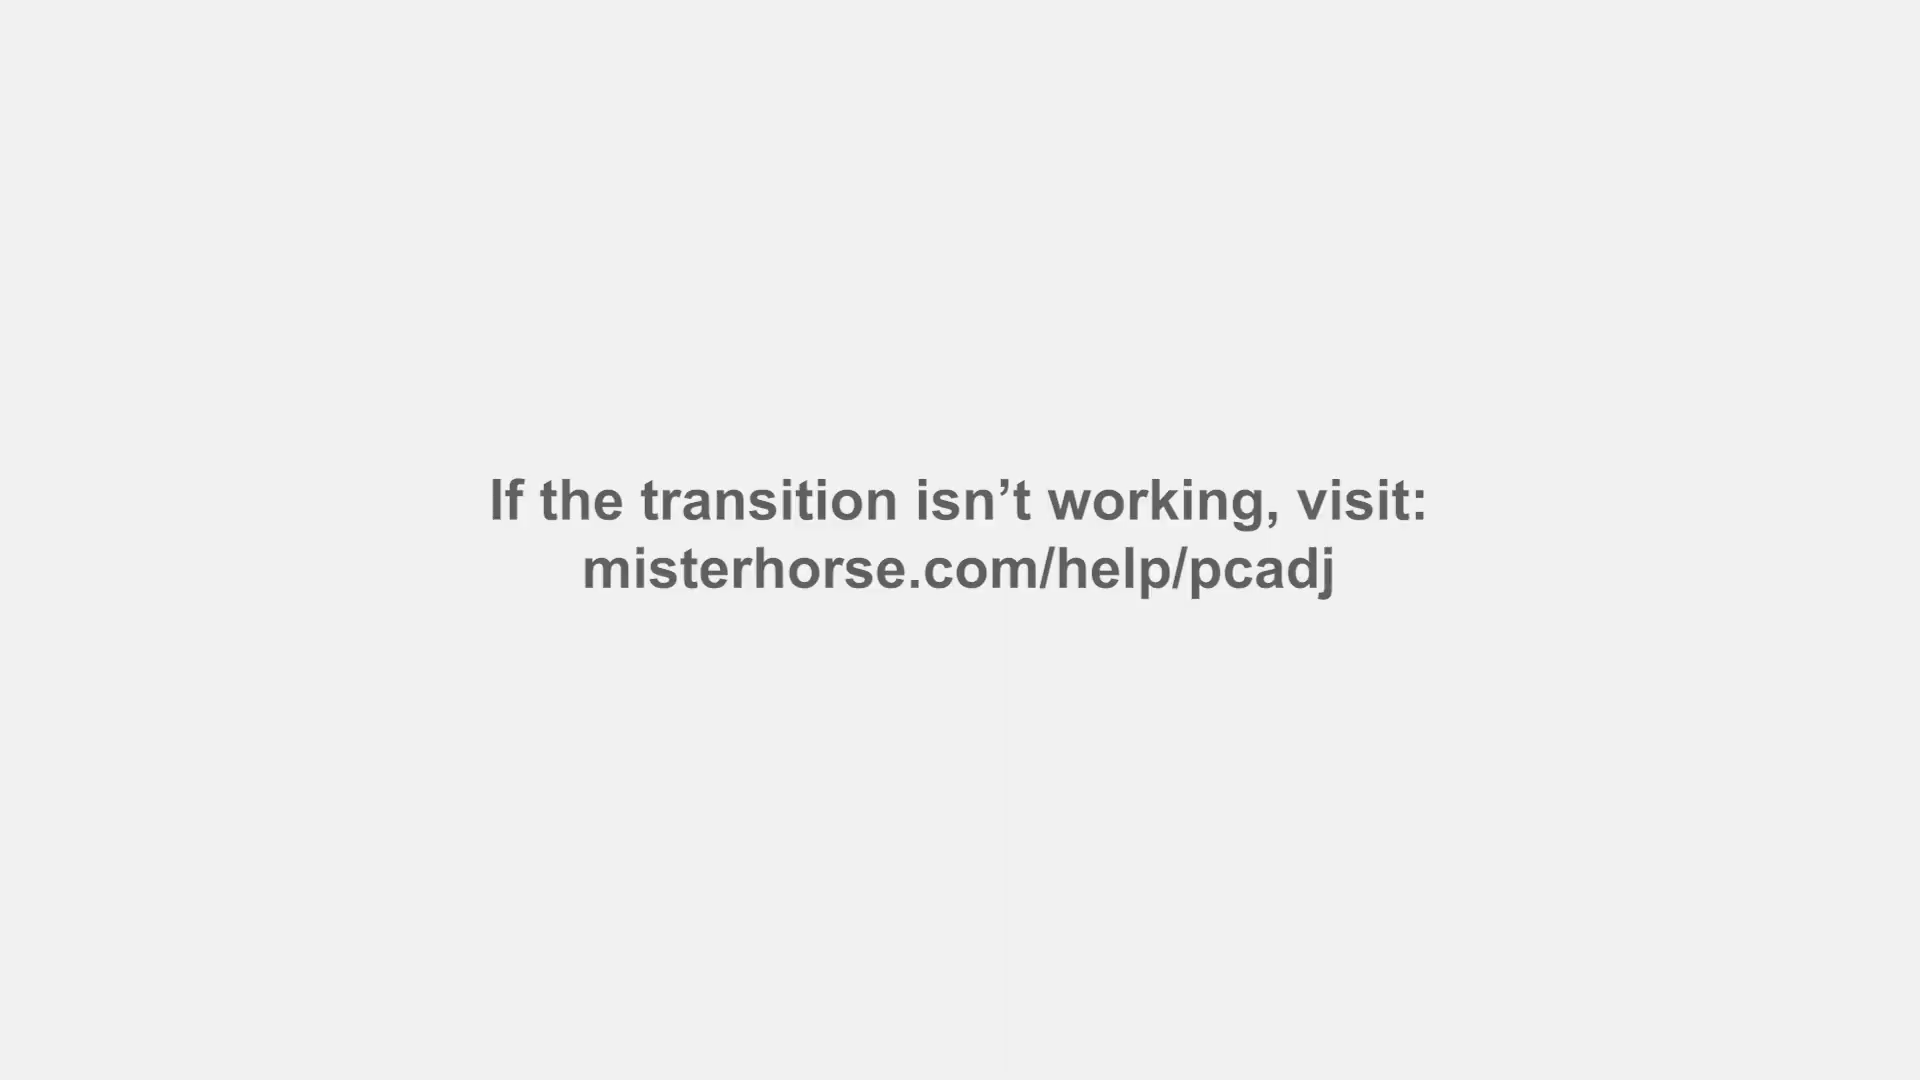 If the transition isn’t working, visit:
misterhorse.com/help/pcadj